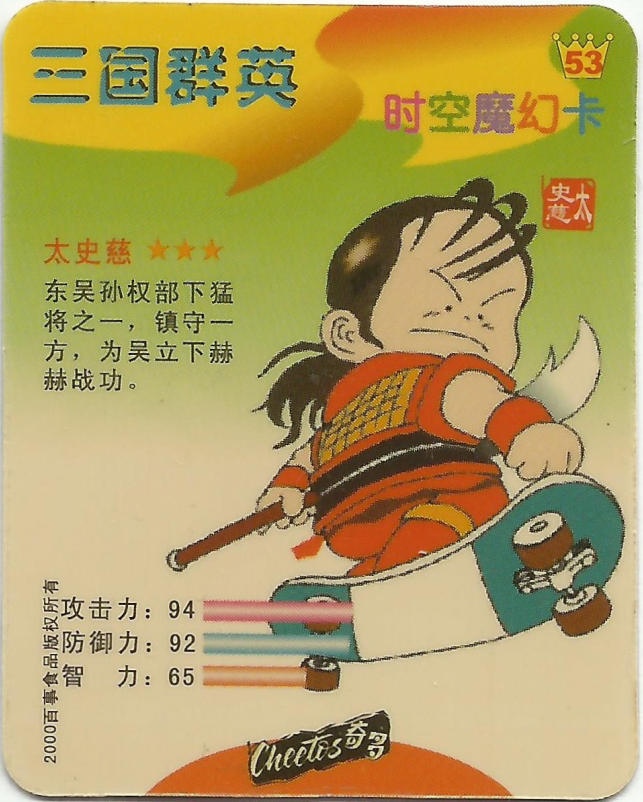 三国群英
53
时空魔幻卡
太史慈
太史慈 ★★★
东吴孙权部下猛
将之一，镇守一
方，为吴立下赫
赫战功。
攻击力：94
防御力：92
智　力：65
2000百事食品版权所有
Cheetos奇多